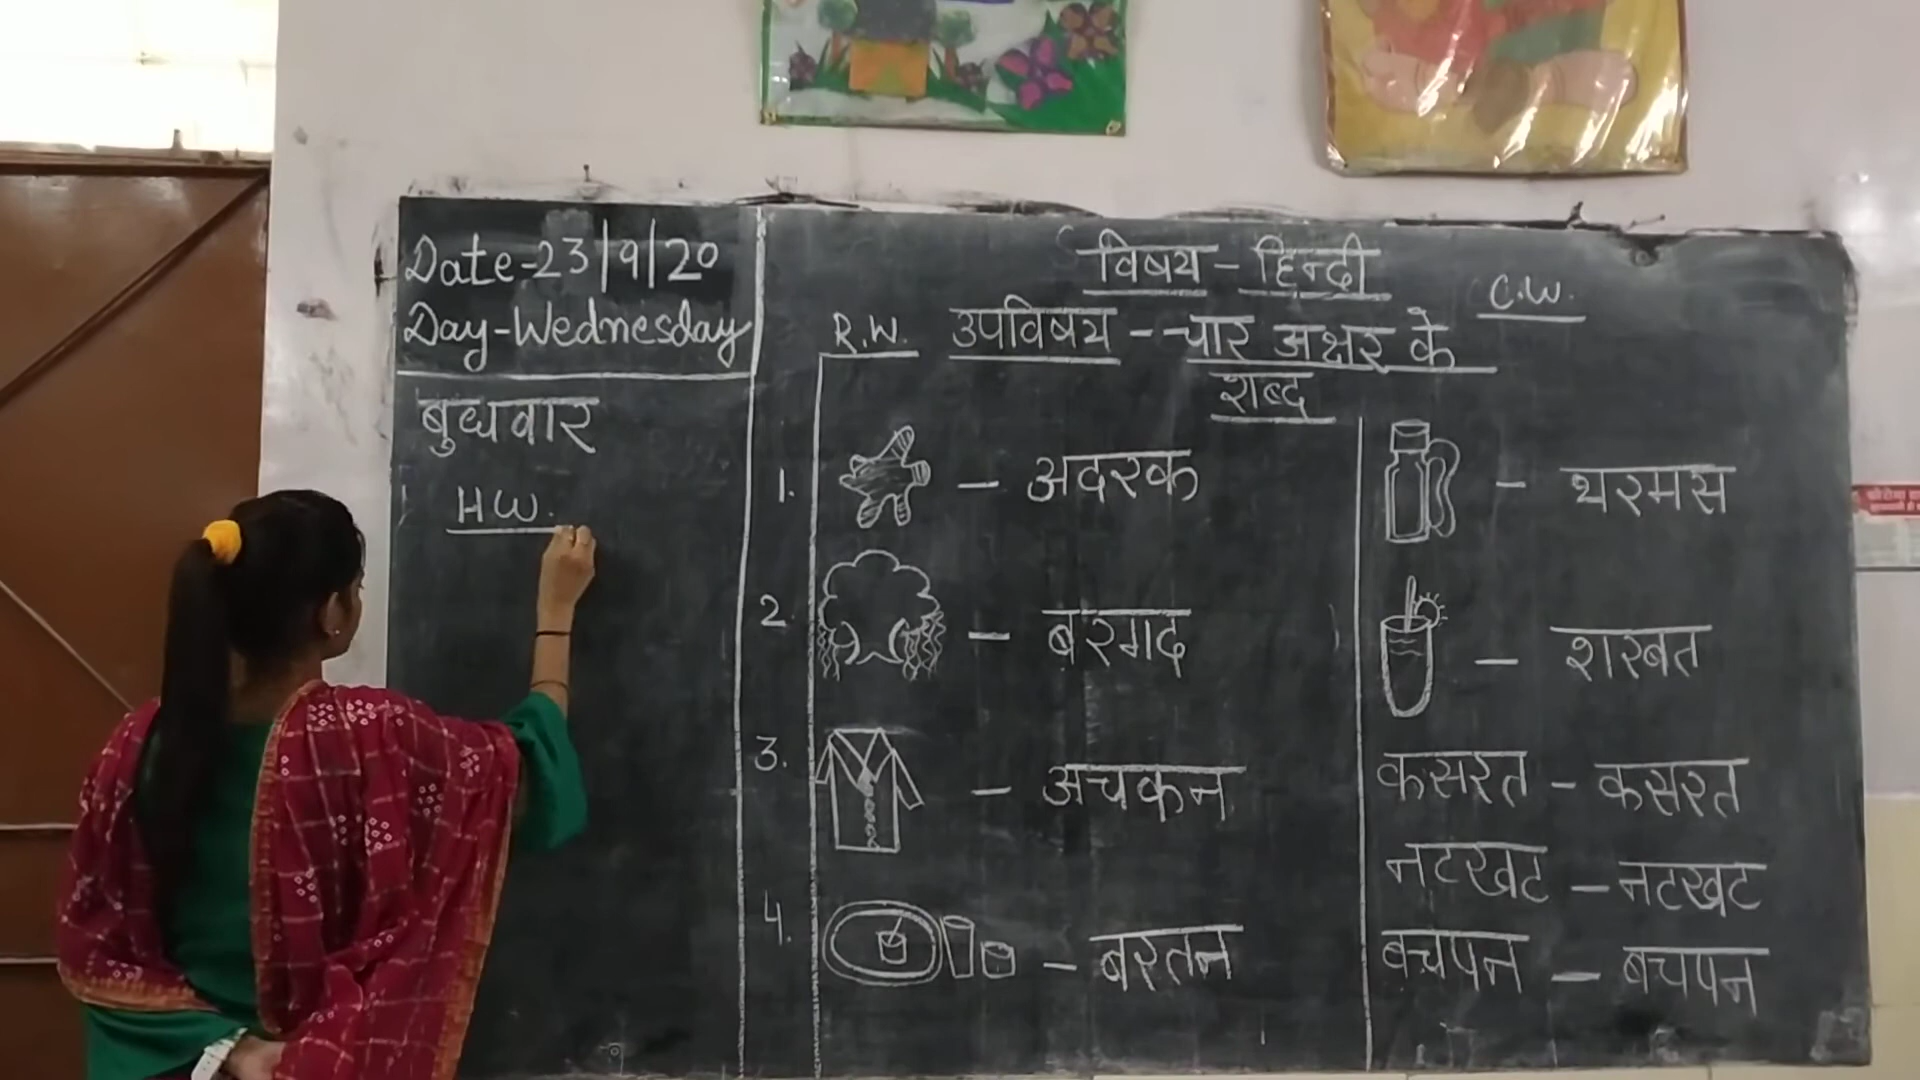 Date-23/9/20
Day-Wednesday
बुधवार
H.W.
विषय - हिन्दी
C.W.
R.W. उपविषय - चार अक्षर के
शब्द
1. - अदरक
- थरमस
2. - बरगद
- शरबत
3. - अचकन
कसरत - कसरत
नटखट - नटखट
4. - बरतन
बचपन - बचपन